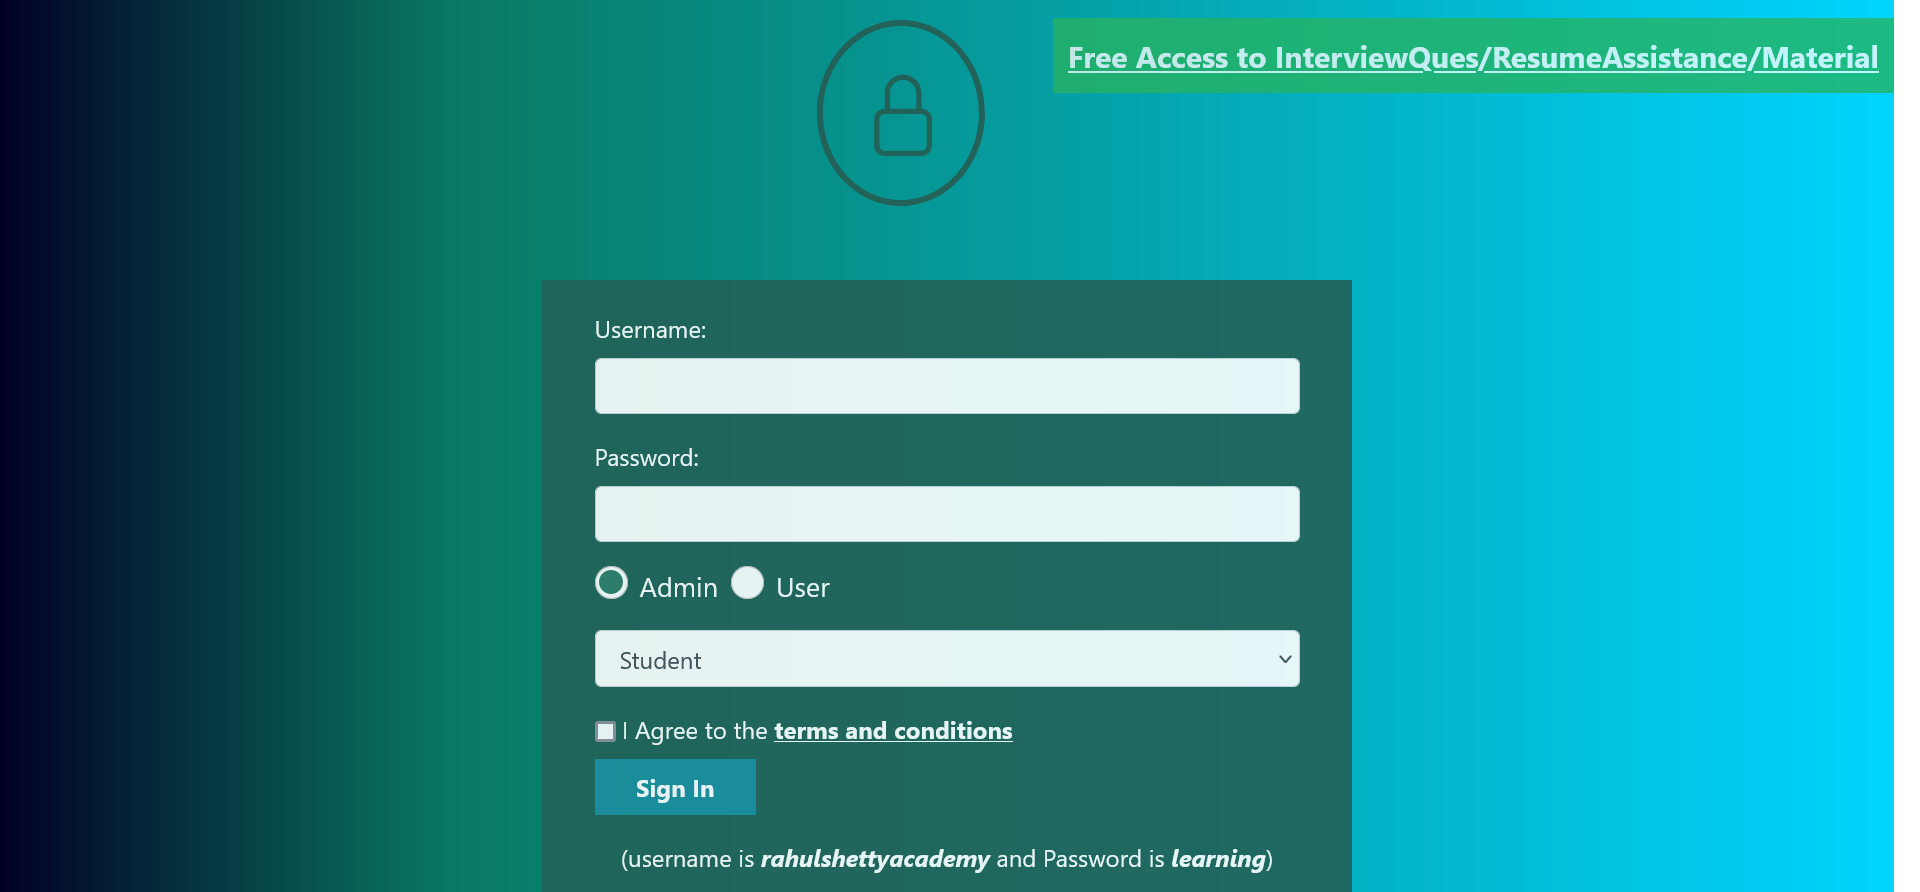 Free Access to InterviewQues/ResumeAssistance/Material
Username:
Password:
Admin User
Student
I Agree to the terms and conditions
Sign In
(username is rahulshettyacademy and Password is learning)